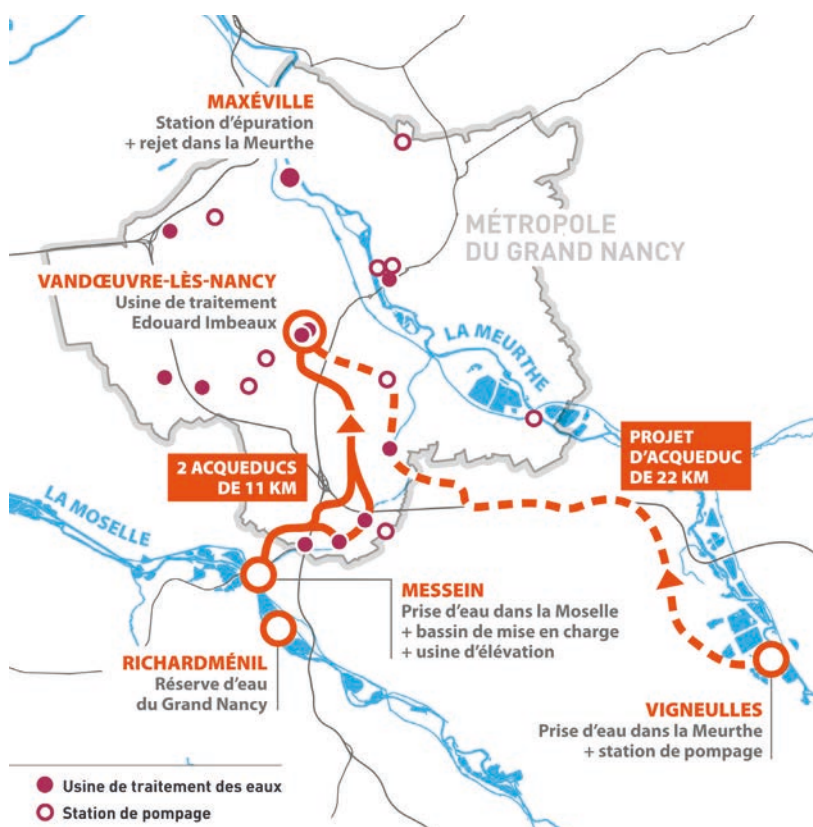 MAXÉVILLE
Station d'épuration
+ rejet dans la Meurthe
MÉTROPOLE
DU GRAND NANCY
VANDŒUVRE-LÈS-NANCY
Usine de traitement
Edouard Imbeaux
LA MEURTHE
2 ACQUEDUCS
DE 11 KM
PROJET
D'ACQUEDUC
DE 22 KM
LA MOSELLE
MESSEIN
Prise d'eau dans la Moselle
+ bassin de mise en charge
+ usine d'élévation
RICHARDMÉNIL
Réserve d'eau
du Grand Nancy
VIGNEULLES
Prise d'eau dans la Meurthe
+ station de pompage
Usine de traitement des eaux
Station de pompage